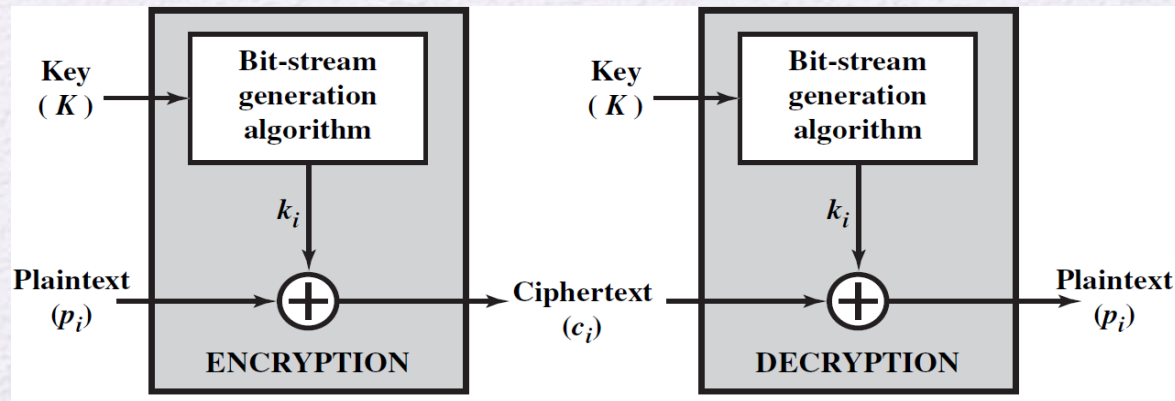 Key
( K )
Bit-stream
generation
algorithm
k_i
Plaintext
(p_i)
ENCRYPTION
Ciphertext
(c_i)
Key
( K )
Bit-stream
generation
algorithm
k_i
DECRYPTION
Plaintext
(p_i)